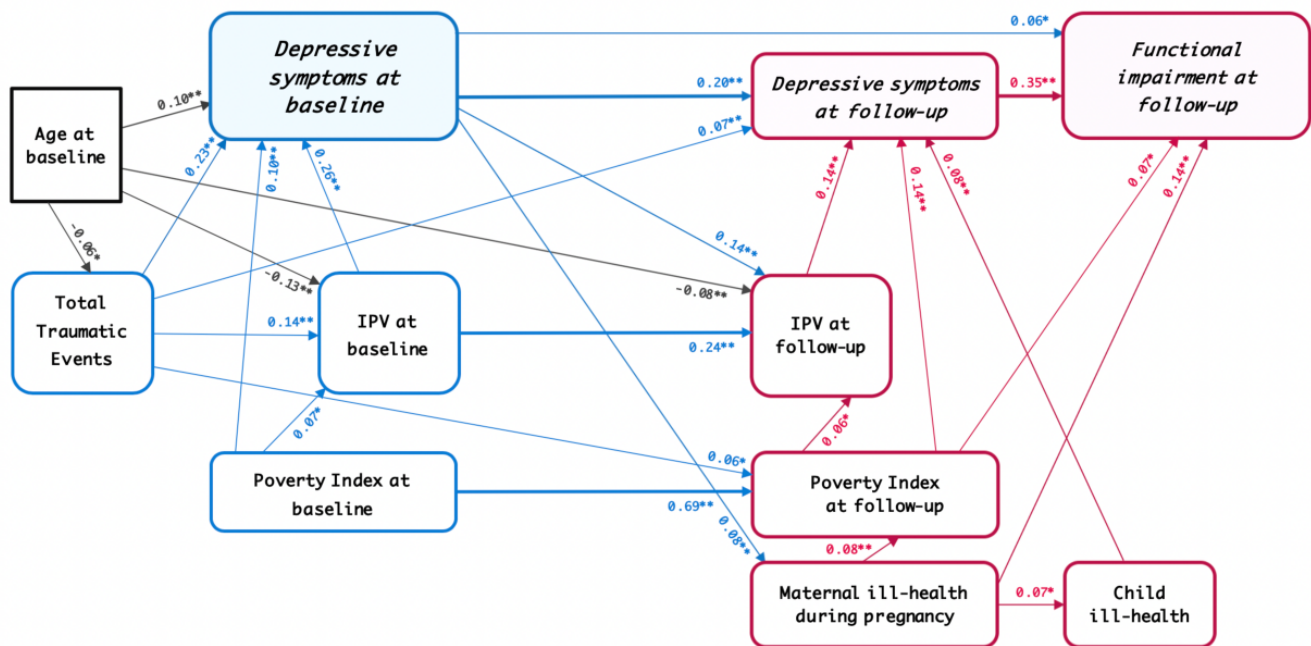 Depressive
symptoms at
baseline
0.06*
Functional
impairment at
follow-up
0.20**
Depressive symptoms
at follow-up
0.35**
Age at
baseline
0.10**
0.23**
0.10**
0.26**
0.07**
0.14**
0.14**
0.08**
0.07*
0.14**
-0.06*
-0.13**
0.14**
-0.08**
Total
Traumatic
Events
0.14**
IPV at
baseline
0.24**
IPV at
follow-up
0.07*
0.06*
0.06*
Poverty Index at
baseline
0.69**
Poverty Index
at follow-up
0.08**
0.08**
Maternal ill-health
during pregnancy
0.07*
Child
ill-health